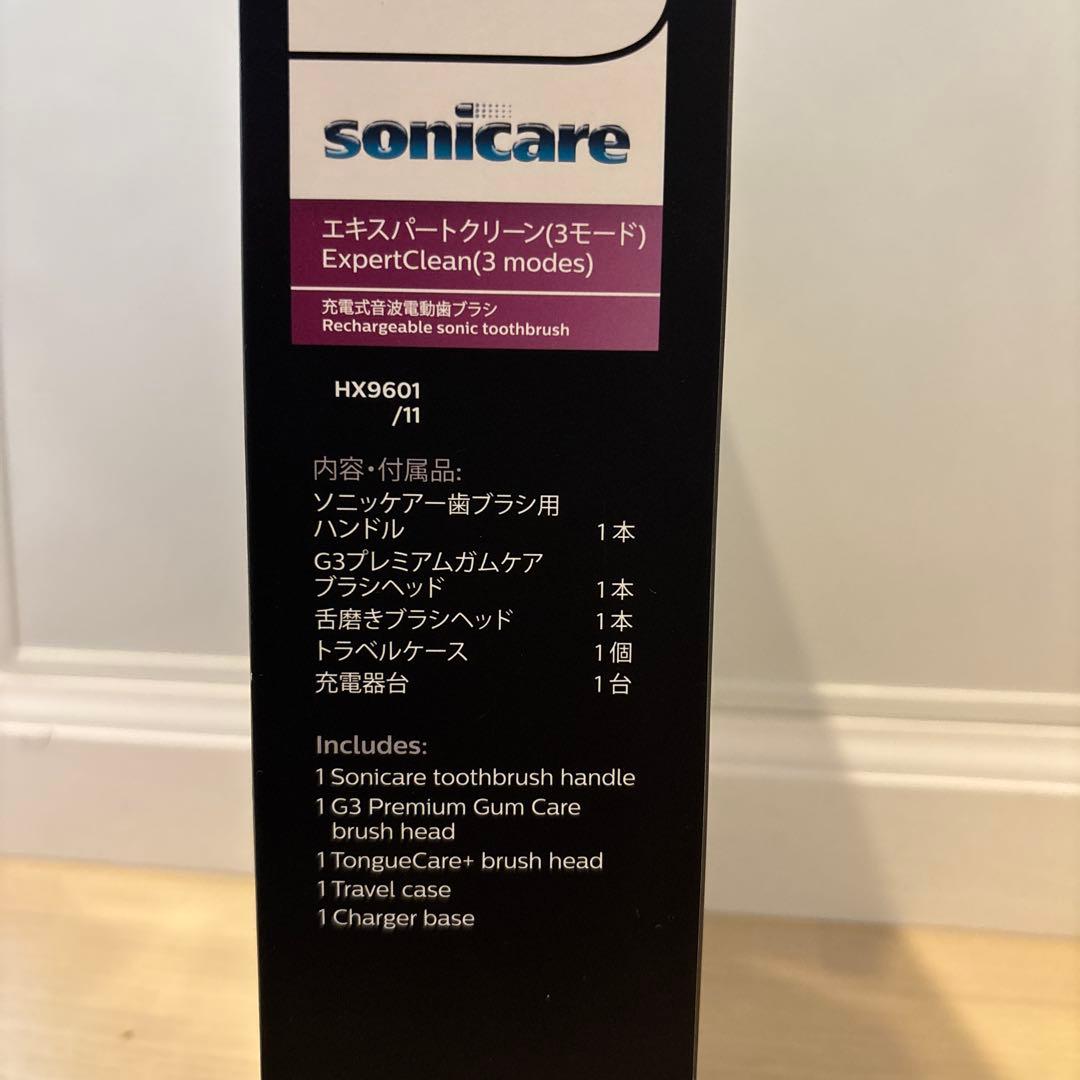 sonicare
エキスパートクリーン(3モード)
ExpertClean(3 modes)
充電式音波電動歯ブラシ
Rechargeable sonic toothbrush
HX9601
/11
内容・付属品:
ソニッケアー歯ブラシ用
ハンドル 1本
G3プレミアムガムケア
ブラシヘッド 1本
舌磨きブラシヘッド 1本
トラベルケース 1個
充電器台 1台
Includes:
1 Sonicare toothbrush handle
1 G3 Premium Gum Care
brush head
1 TongueCare+ brush head
1 Travel case
1 Charger base